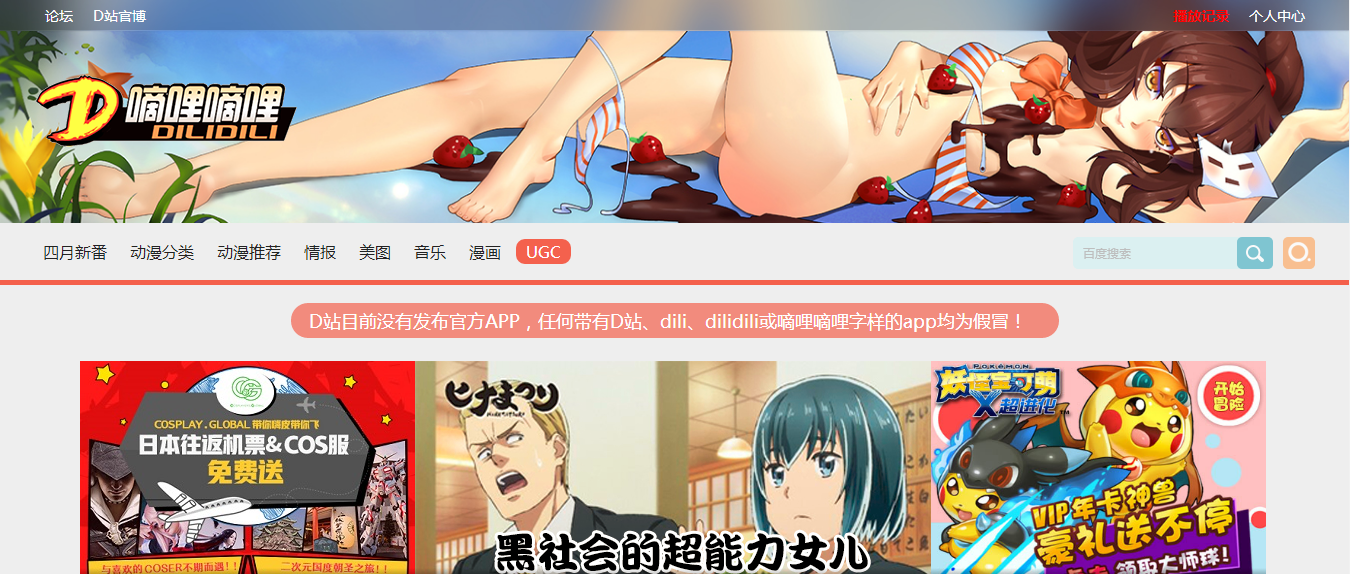 论坛 D站官博 播放记录 个人中心
嘀哩嘀哩
DILIDILI
四月新番 动漫分类 动漫推荐 情报 美图 音乐 漫画 UGC 百度搜索
D站目前没有发布官方APP，任何带有D站、dili、dilidili或嘀哩嘀哩字样的app均为假冒！
COSPLAY.GLOBAL 带你嗨皮带你飞
日本往返机票&COS服
免费送
与喜欢的COSER不期而遇！！ 二次元国度朝圣之旅！！
ヒナまつり
黑社会的超能力女儿
POKÉMON
妖怪宝可萌
X超进化
开始
冒险
VIP年卡神兽
豪礼送不停
领取大师球！